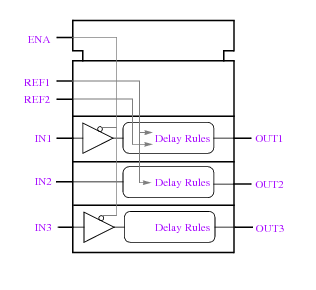 ENA
REF1
REF2
IN1 Delay Rules OUT1
IN2 Delay Rules OUT2
IN3 Delay Rules OUT3